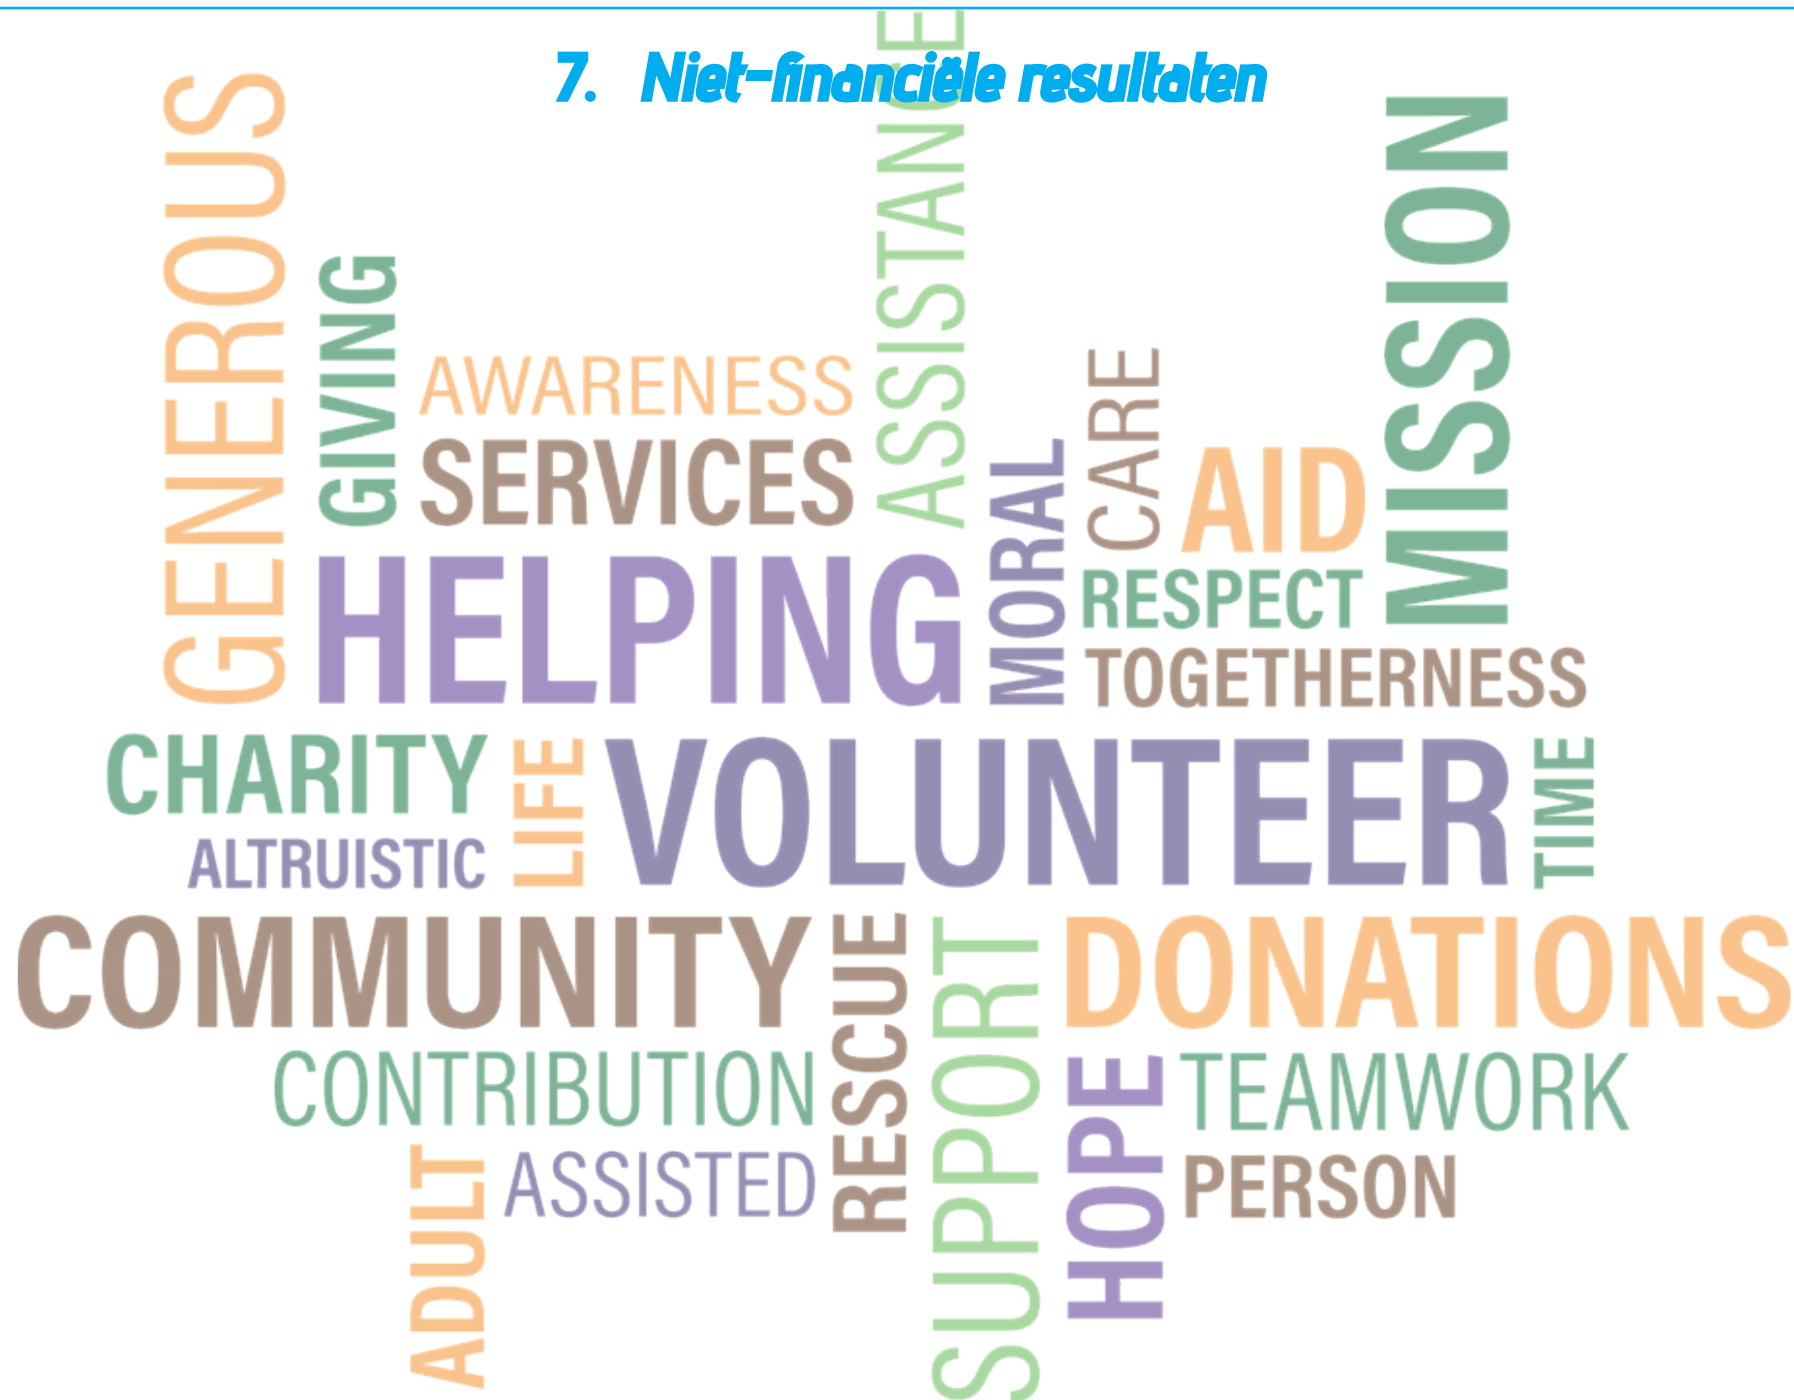 7. Niet-financiële resultaten
GENEROUS
GIVING
AWARENESS
SERVICES
ASSISTANCE
HELPING
MORAL
CARE
AID
RESPECT
TOGETHERNESS
MISSION
CHARITY
ALTRUISTIC
LIFE
VOLUNTEER
TIME
COMMUNITY
RESCUE
SUPPORT
DONATIONS
CONTRIBUTION
ASSISTED
ADULT
HOPE
TEAMWORK
PERSON